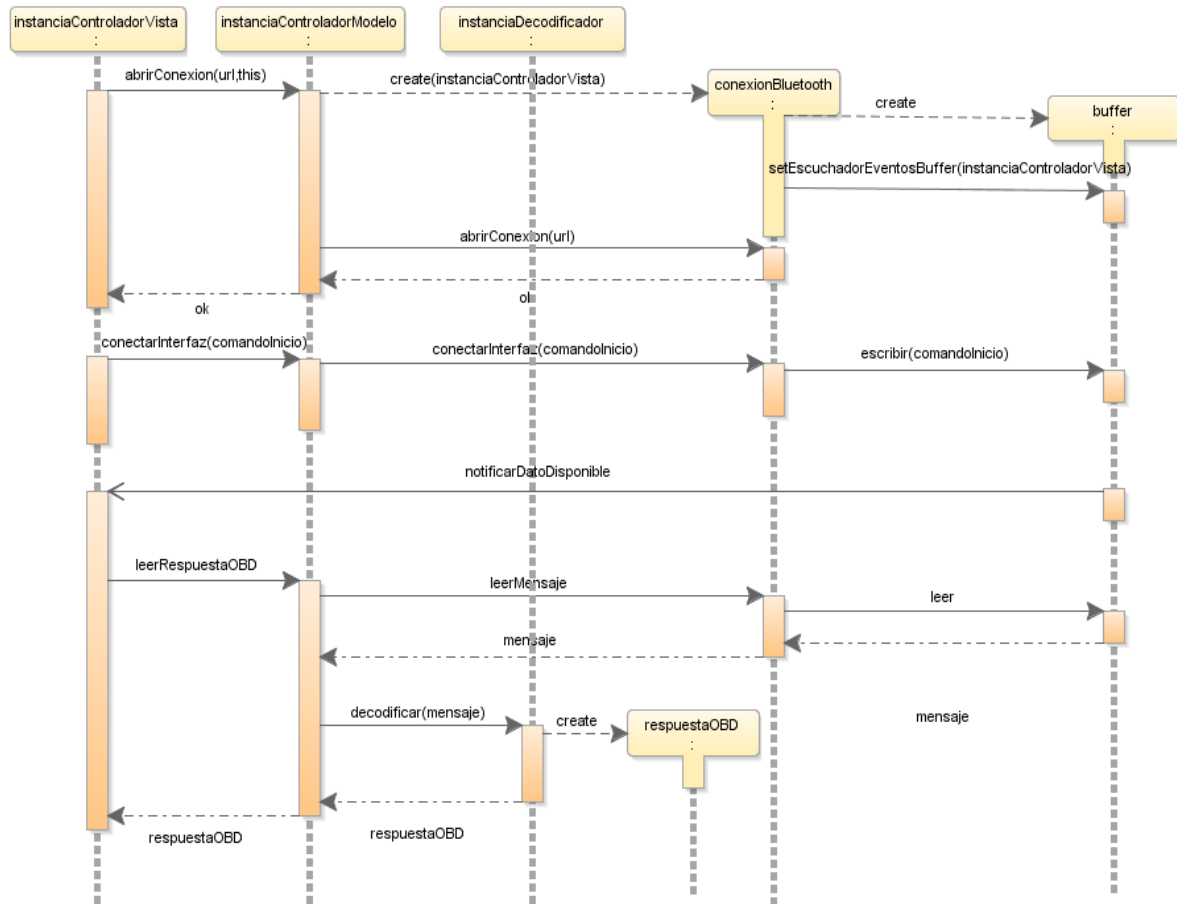 instanciaControladorVista
:
instanciaControladorModelo
:
instanciaDecodificador
:
abrirConexion(url,this)
create(instanciaControladorVista)
conexionBluetooth
:
create
buffer
:
setEscuchadorEventosBuffer(instanciaControladorVista)
abrirConexion(url)
ok
ok
conectarInterfaz(comandoInicio)
conectarInterfaz(comandoInicio)
escribir(comandoInicio)
notificarDatoDisponible
leerRespuestaOBD
leerMensaje
leer
mensaje
mensaje
decodificar(mensaje)
create
respuestaOBD
:
respuestaOBD
respuestaOBD